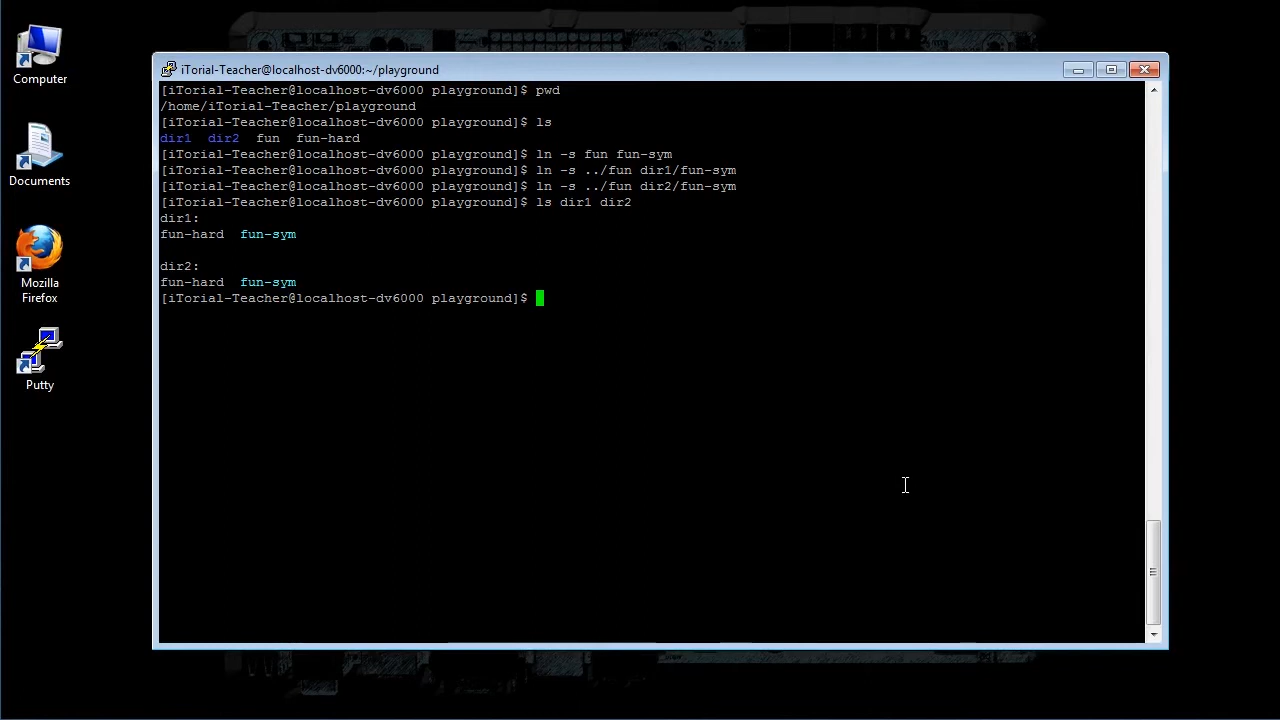 Computer
Documents
Mozilla
Firefox
Putty
iTorial-Teacher@localhost-dv6000:~/playground
[iTorial-Teacher@localhost-dv6000 playground]$ pwd
/home/iTorial-Teacher/playground
[iTorial-Teacher@localhost-dv6000 playground]$ ls
dir1  dir2  fun  fun-hard
[iTorial-Teacher@localhost-dv6000 playground]$ ln -s fun fun-sym
[iTorial-Teacher@localhost-dv6000 playground]$ ln -s ../fun dir1/fun-sym
[iTorial-Teacher@localhost-dv6000 playground]$ ln -s ../fun dir2/fun-sym
[iTorial-Teacher@localhost-dv6000 playground]$ ls dir1 dir2
dir1:
fun-hard  fun-sym
dir2:
fun-hard  fun-sym
[iTorial-Teacher@localhost-dv6000 playground]$